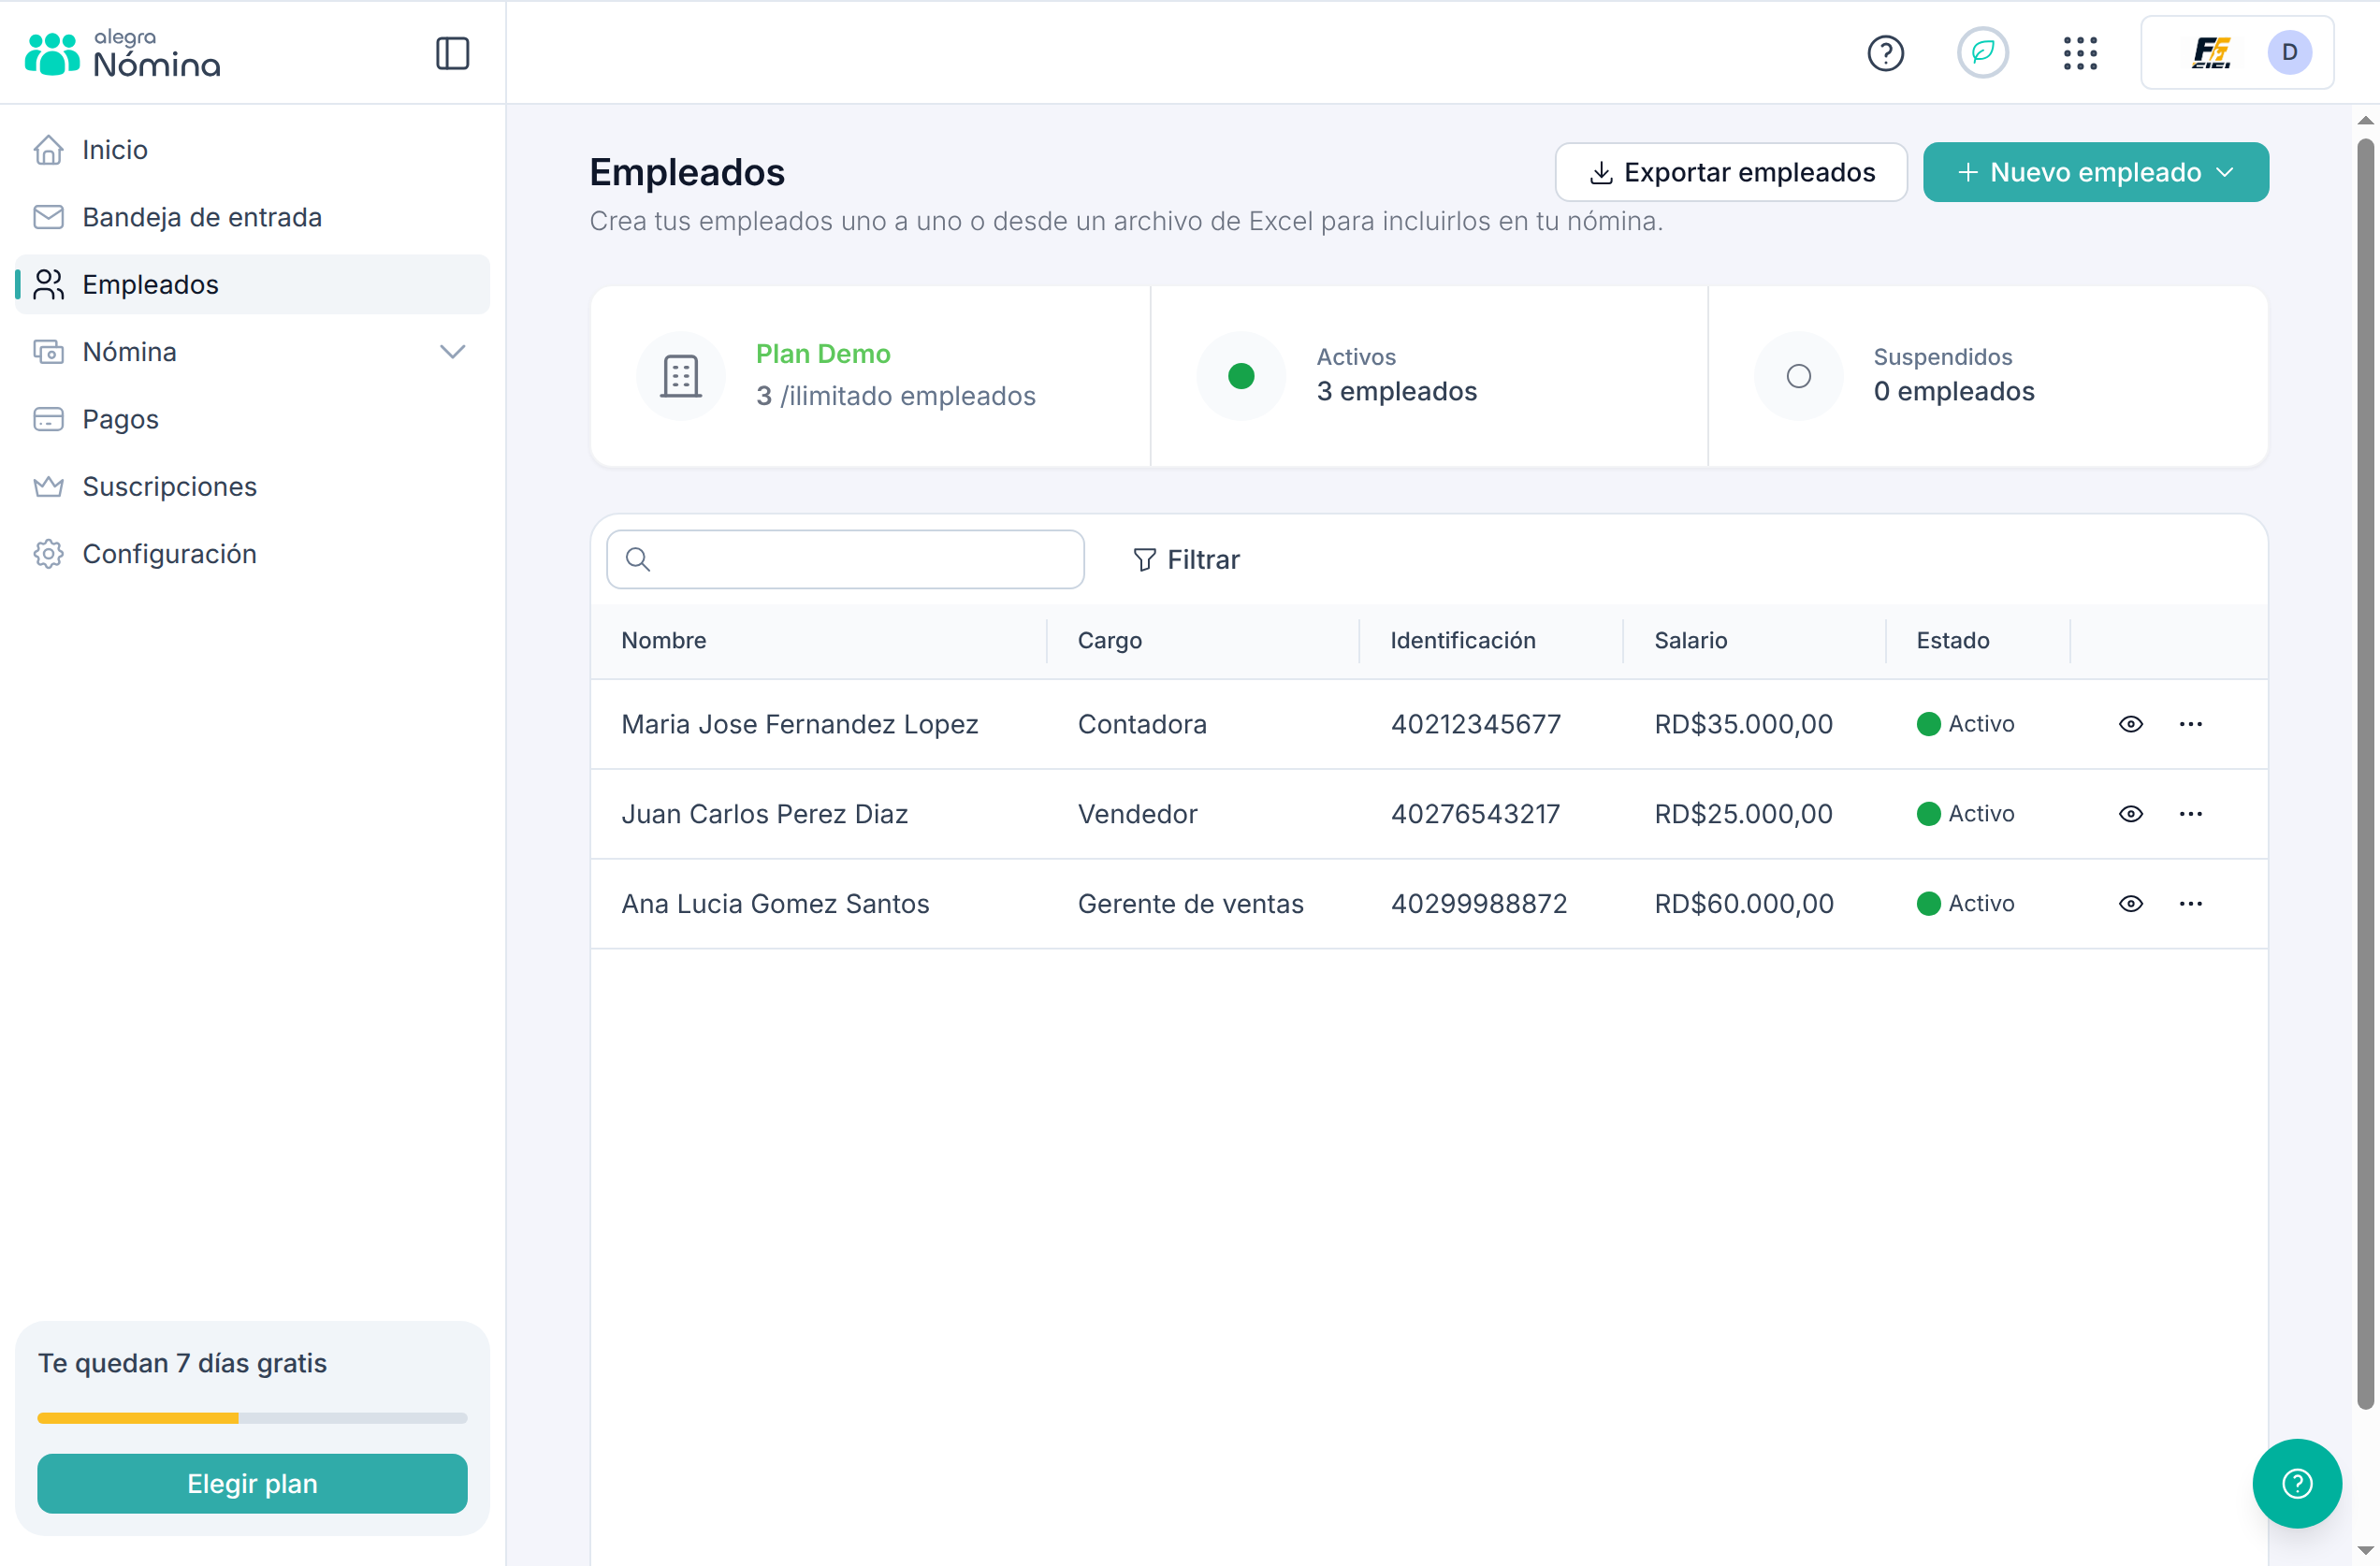 alegra
Nómina
D
Inicio
Bandeja de entrada
Empleados
Nómina
Pagos
Suscripciones
Configuración
Te quedan 7 días gratis
Elegir plan
Empleados
Exportar empleados
Nuevo empleado
Crea tus empleados uno a uno o desde un archivo de Excel para incluirlos en tu nómina.
Plan Demo
3 /ilimitado empleados
Activos
3 empleados
Suspendidos
0 empleados
Filtrar
Nombre Cargo Identificación Salario Estado
Maria Jose Fernandez Lopez Contadora 40212345677 RD$35.000,00 Activo
Juan Carlos Perez Diaz Vendedor 40276543217 RD$25.000,00 Activo
Ana Lucia Gomez Santos Gerente de ventas 40299988872 RD$60.000,00 Activo